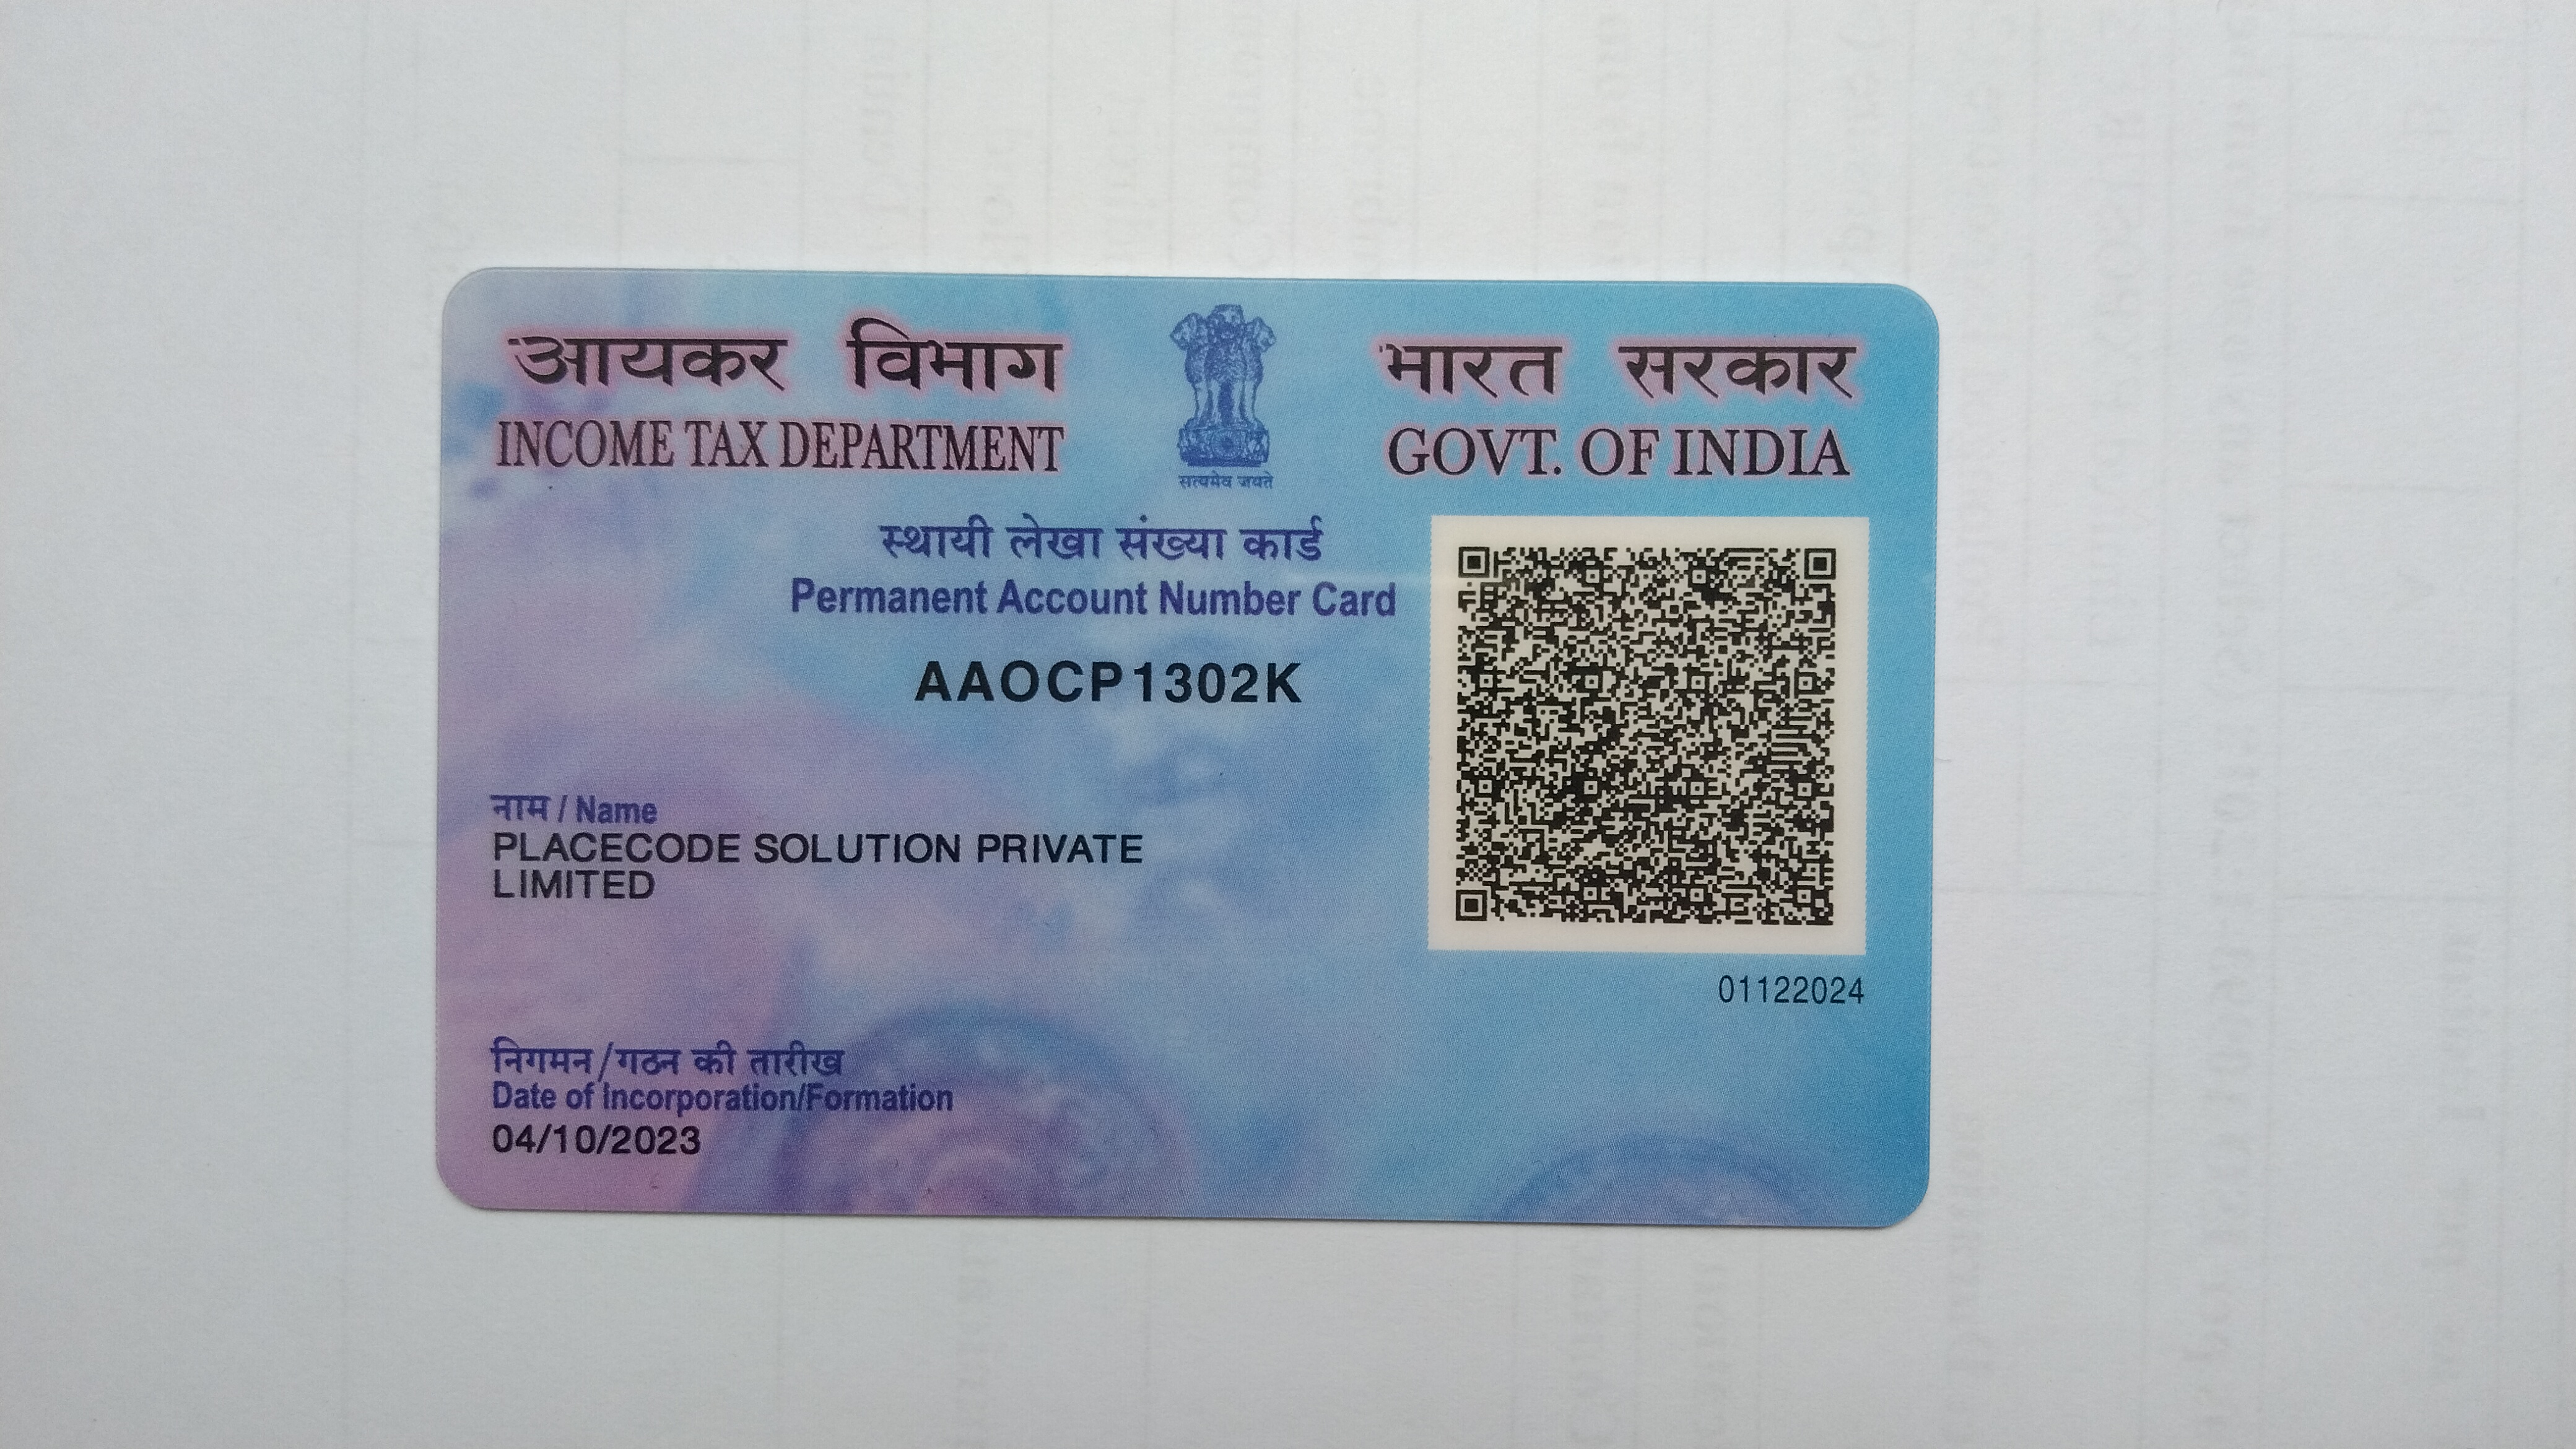 आयकर विभाग
INCOME TAX DEPARTMENT
सत्यमेव जयते
भारत सरकार
GOVT. OF INDIA
स्थायी लेखा संख्या कार्ड
Permanent Account Number Card
AAOCP1302K
नाम / Name
PLACECODE SOLUTION PRIVATE
LIMITED
01122024
निगमन/गठन की तारीख
Date of Incorporation/Formation
04/10/2023